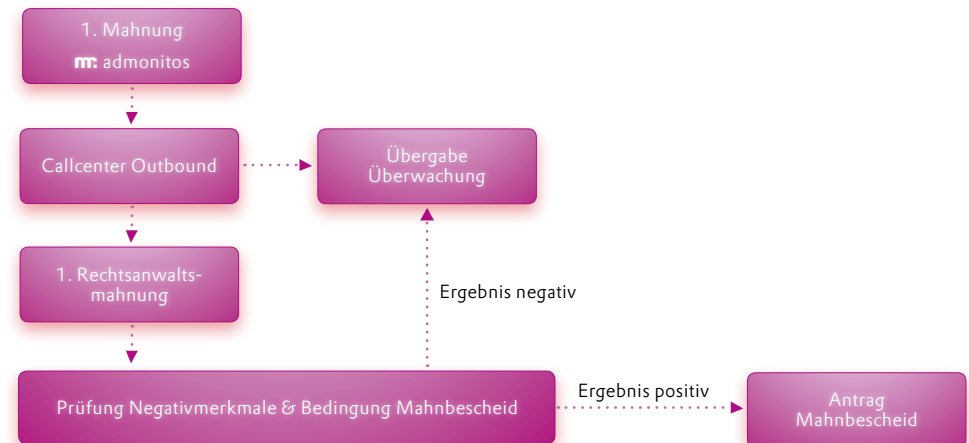 1. Mahnung
m: admonitos
Callcenter Outbound
Übergabe
Überwachung
1. Rechtsanwalts-
mahnung
Ergebnis negativ
Prüfung Negativmerkmale & Bedingung Mahnbescheid
Ergebnis positiv
Antrag
Mahnbescheid